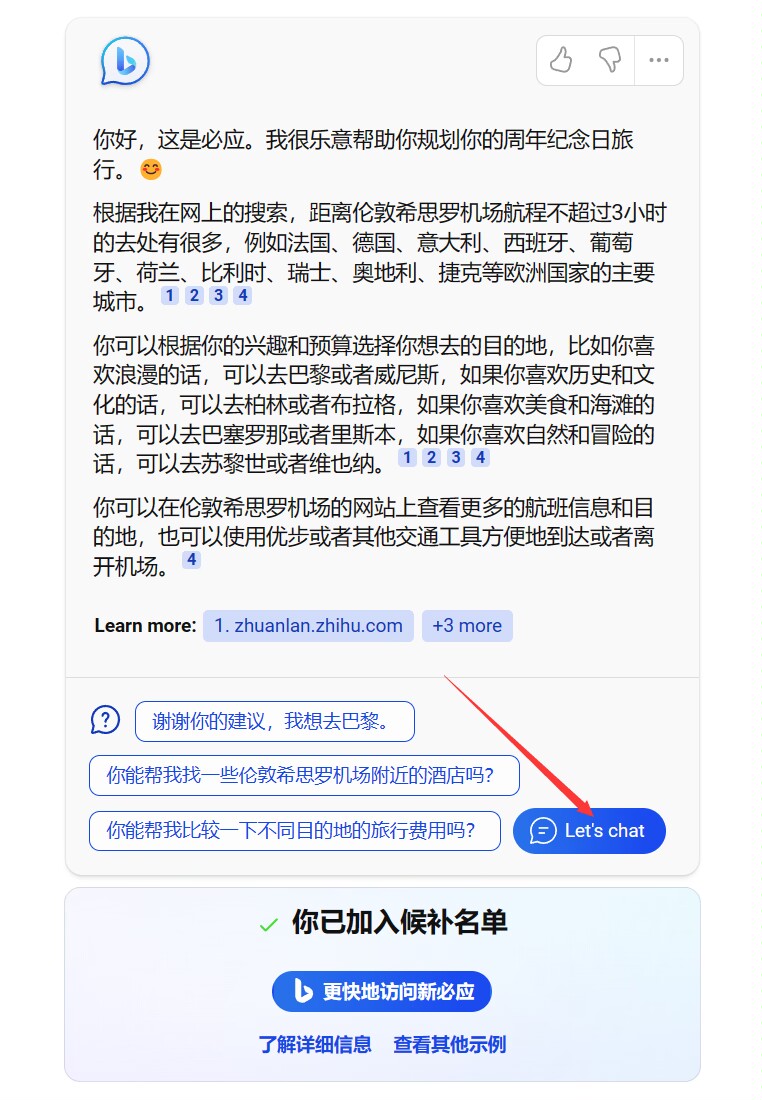 你好，这是必应。我很乐意帮助你规划你的周年纪念日旅
行。😊
根据我在网上的搜索，距离伦敦希思罗机场航程不超过3小时
的去处有很多，例如法国、德国、意大利、西班牙、葡萄
牙、荷兰、比利时、瑞士、奥地利、捷克等欧洲国家的主要
城市。 1 2 3 4
你可以根据你的兴趣和预算选择你想去的目的地，比如你喜
欢浪漫的话，可以去巴黎或者威尼斯，如果你喜欢历史和文
化的话，可以去柏林或者布拉格，如果你喜欢美食和海滩的
话，可以去巴塞罗那或者里斯本，如果你喜欢自然和冒险的
话，可以去苏黎世或者维也纳。 1 2 3 4
你可以在伦敦希思罗机场的网站上查看更多的航班信息和目
的地，也可以使用优步或者其他交通工具方便地到达或者离
开机场。 4
Learn more: 1. zhuanlan.zhihu.com +3 more
谢谢你的建议，我想去巴黎。
你能帮我找一些伦敦希思罗机场附近的酒店吗？
你能帮我比较一下不同目的地的旅行费用吗？ Let's chat
你已加入候补名单
更快地访问新必应
了解详细信息 查看其他示例